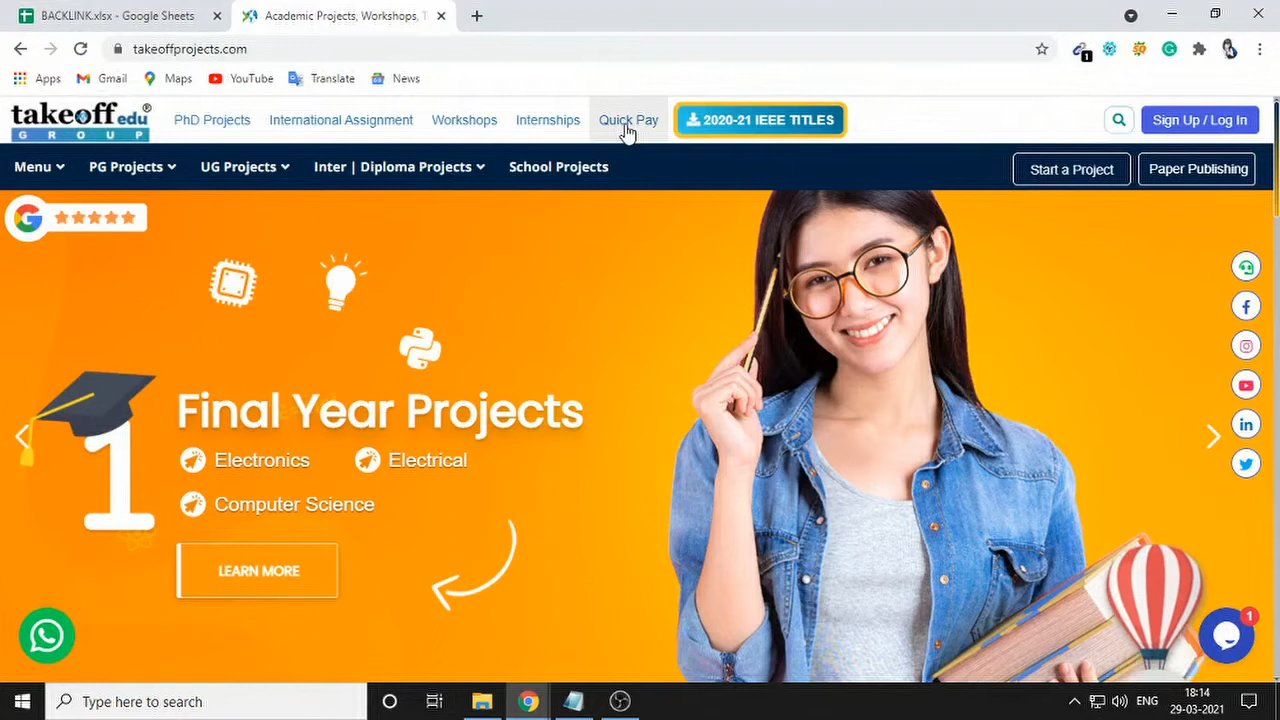 BACKLINK.xlsx - Google Sheets
Academic Projects, Workshops, T
takeoffprojects.com
1
Apps Gmail Maps YouTube Translate News
takeoff edu®
GROUP
PhD Projects International Assignment Workshops Internships Quick Pay 2020-21 IEEE TITLES Sign Up / Log In
Menu PG Projects UG Projects Inter | Diploma Projects School Projects Start a Project Paper Publishing
1
Final Year Projects
Electronics Electrical
Computer Science
LEARN MORE
1
Type here to search
ENG
18:14
29-03-2021